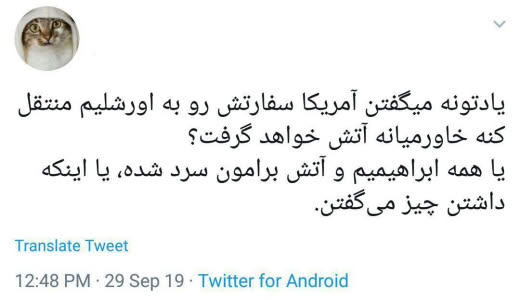 یادتونه میگفتن آمریکا سفارتش رو به اورشلیم منتقل
کنه خاورمیانه آتش خواهد گرفت؟
یا همه ابراهیمیم و آتش برامون سرد شده، یا اینکه
داشتن چیز می‌گفتن.
Translate Tweet
12:48 PM · 29 Sep 19 · Twitter for Android